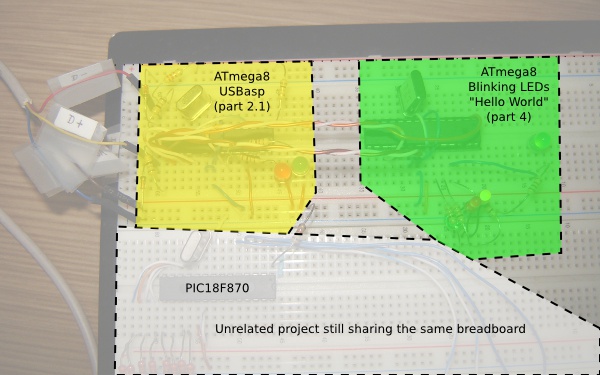 D-
D+
ATmega8
USBasp
(part 2.1)
ATmega8
Blinking LEDs
"Hello World"
(part 4)
PIC18F870
Unrelated project still sharing the same breadboard